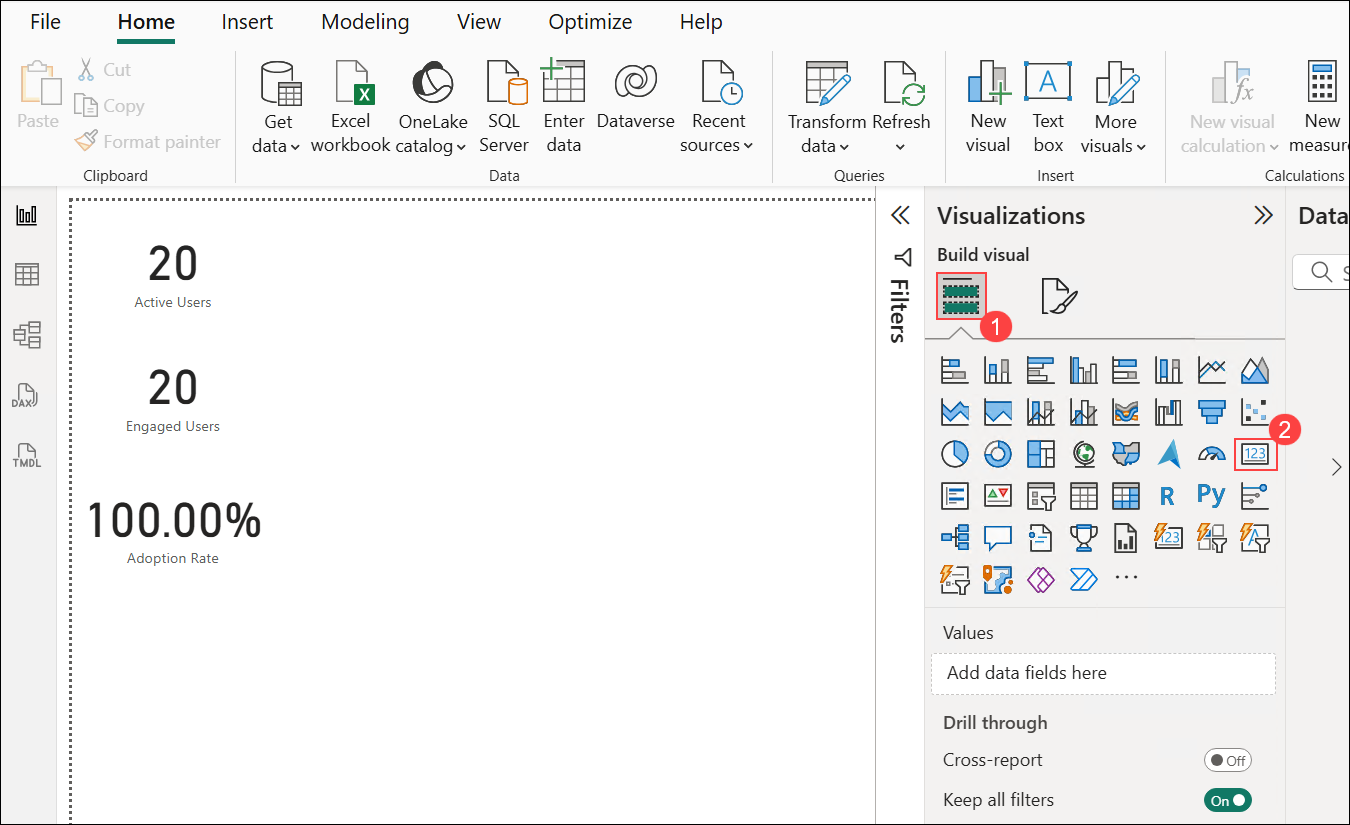 File Home Insert Modeling View Optimize Help
Paste
Cut
Copy
Format painter
Clipboard
Get
data
Excel
workbook
OneLake
catalog
SQL
Server
Enter
data
Dataverse
Recent
sources
Data
Transform
data
Refresh
Queries
New
visual
Text
box
More
visuals
Insert
New visual
calculation
New
measur
Calculations
DAX
TMDL
20
Active Users
20
Engaged Users
100.00%
Adoption Rate
Filters
Visualizations
Build visual
1
2
123
R
Py
123
Values
Add data fields here
Drill through
Cross-report
Off
Keep all filters
On
Data
S